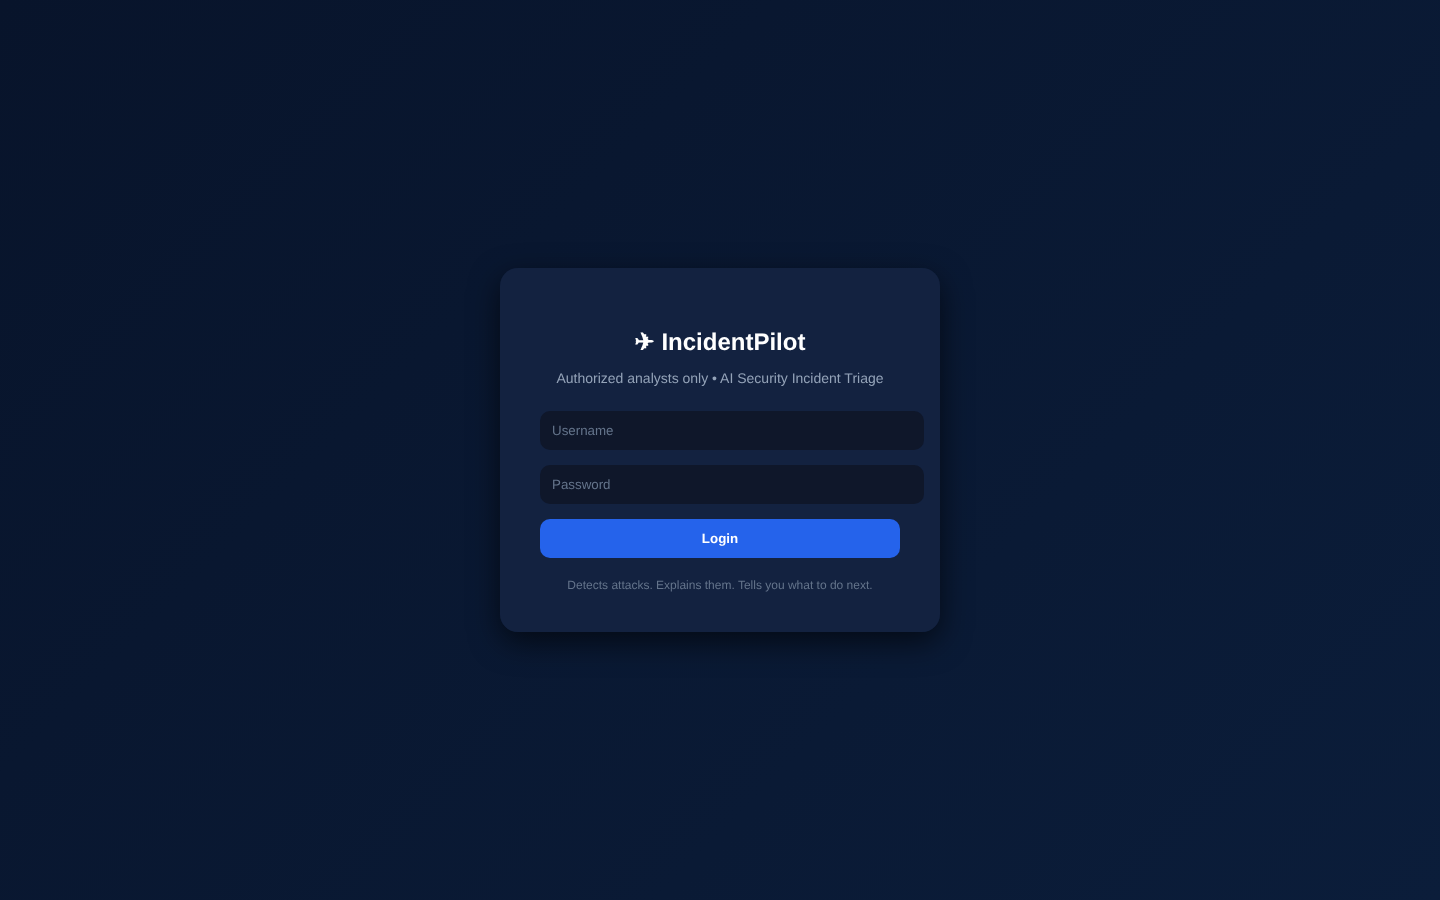 ✈ IncidentPilot
Authorized analysts only • AI Security Incident Triage
Username
Password
Login
Detects attacks. Explains them. Tells you what to do next.